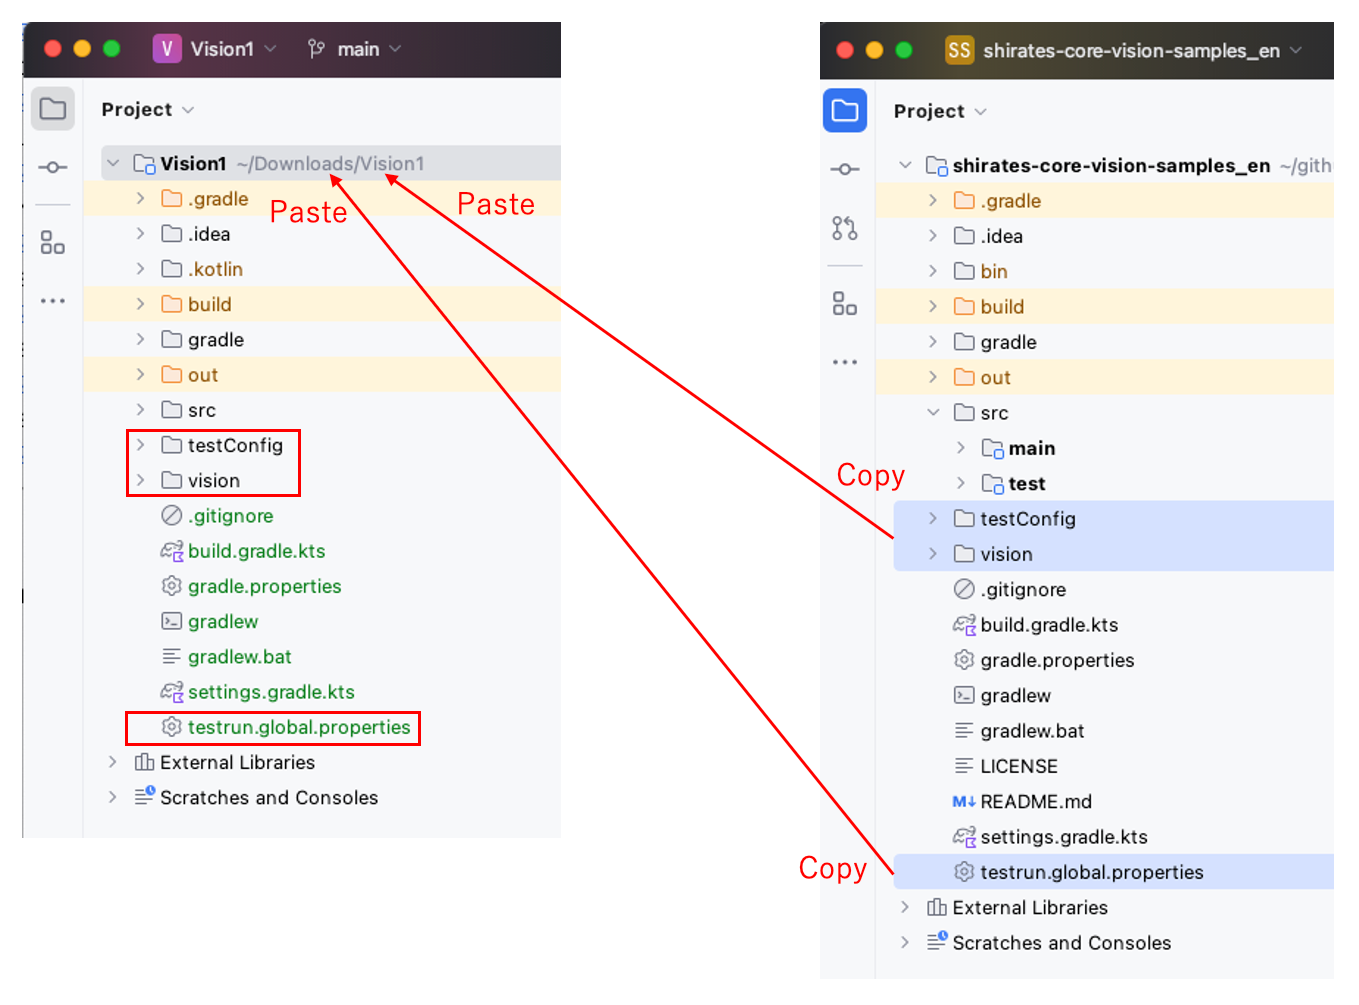 V Vision1 main
Project
Vision1 ~/Downloads/Vision1
.gradle
Paste
Paste
.idea
.kotlin
build
gradle
out
src
testConfig
vision
.gitignore
build.gradle.kts
gradle.properties
gradlew
gradlew.bat
settings.gradle.kts
testrun.global.properties
External Libraries
Scratches and Consoles
SS shirates-core-vision-samples_en
Project
shirates-core-vision-samples_en ~/gith
.gradle
.idea
bin
build
gradle
out
src
main
Copy
test
testConfig
vision
.gitignore
build.gradle.kts
gradle.properties
gradlew
gradlew.bat
LICENSE
M↓ README.md
settings.gradle.kts
Copy
testrun.global.properties
External Libraries
Scratches and Consoles